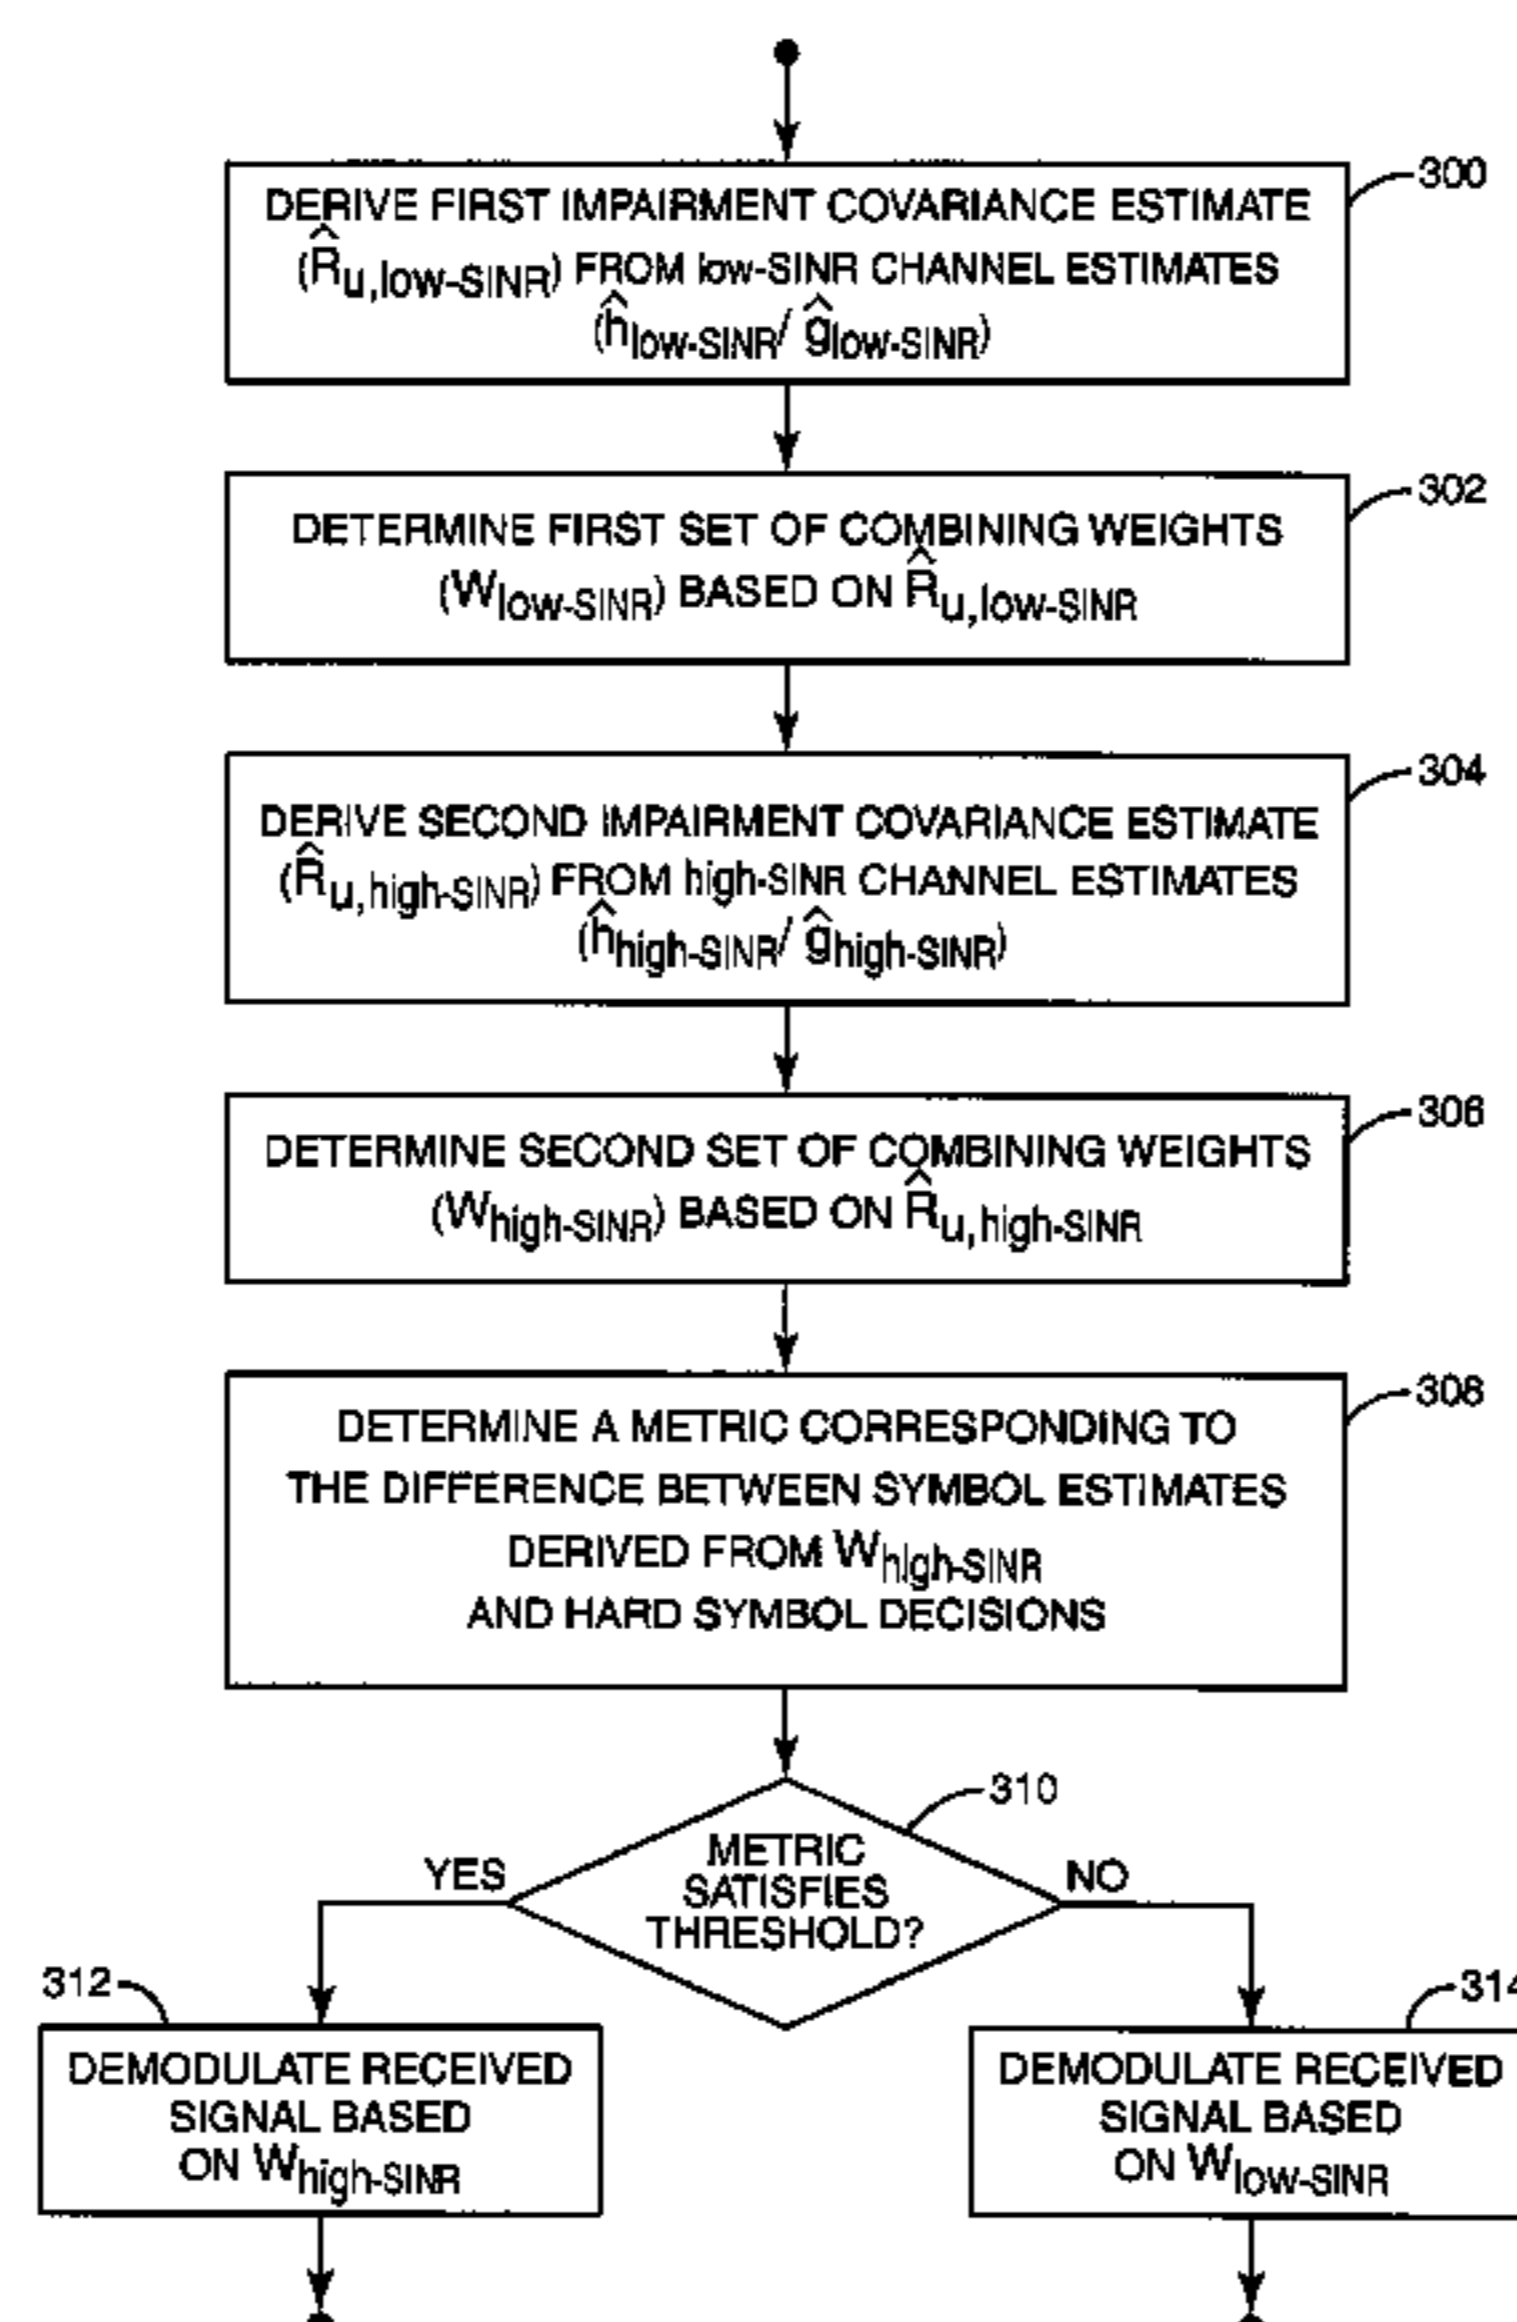 300
DERIVE FIRST IMPAIRMENT COVARIANCE ESTIMATE
(R̂u,low-SINR) FROM low-SINR CHANNEL ESTIMATES
(ĥlow-SINR/ ĝlow-SINR)
302
DETERMINE FIRST SET OF COMBINING WEIGHTS
(Wlow-SINR) BASED ON R̂u,low-SINR
304
DERIVE SECOND IMPAIRMENT COVARIANCE ESTIMATE
(R̂u,high-SINR) FROM high-SINR CHANNEL ESTIMATES
(ĥhigh-SINR/ ĝhigh-SINR)
306
DETERMINE SECOND SET OF COMBINING WEIGHTS
(Whigh-SINR) BASED ON R̂u,high-SINR
308
DETERMINE A METRIC CORRESPONDING TO
THE DIFFERENCE BETWEEN SYMBOL ESTIMATES
DERIVED FROM Whigh-SINR
AND HARD SYMBOL DECISIONS
310
METRIC
SATISFIES
THRESHOLD?
YES
NO
312
DEMODULATE RECEIVED
SIGNAL BASED
ON Whigh-SINR
314
DEMODULATE RECEIVED
SIGNAL BASED
ON Wlow-SINR